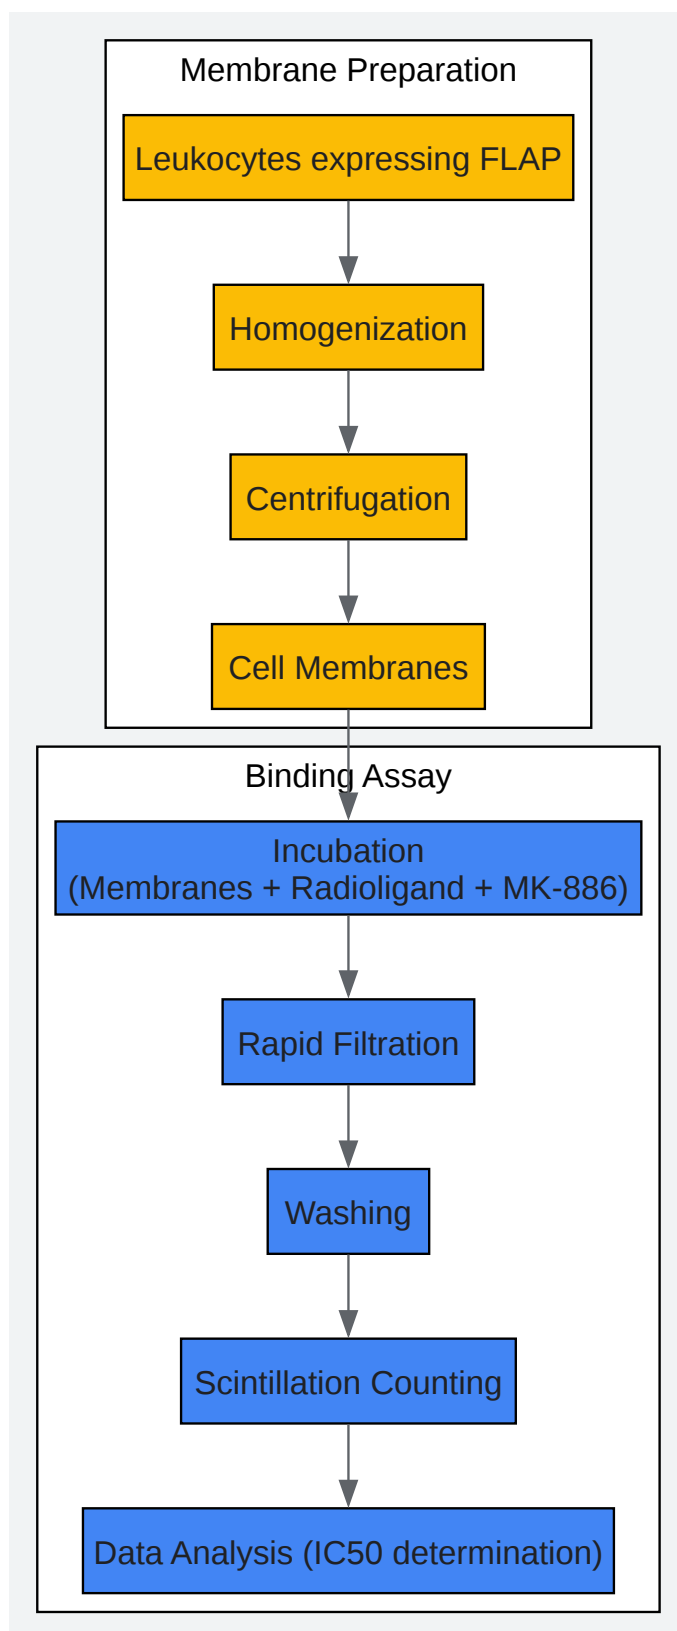 Membrane Preparation
Leukocytes expressing FLAP
Homogenization
Centrifugation
Cell Membranes
Binding Assay
Incubation
(Membranes + Radioligand + MK-886)
Rapid Filtration
Washing
Scintillation Counting
Data Analysis (IC50 determination)